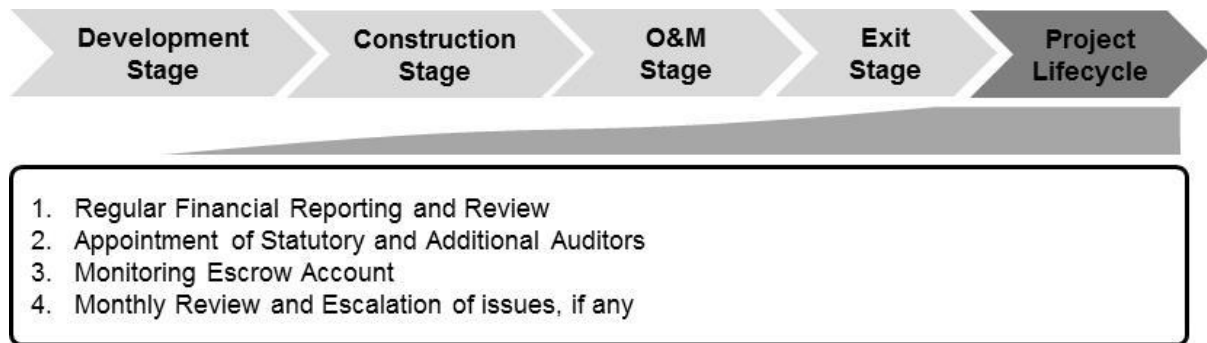 Development
Stage
Construction
Stage
O&M
Stage
Exit
Stage
Project
Lifecycle
1. Regular Financial Reporting and Review
2. Appointment of Statutory and Additional Auditors
3. Monitoring Escrow Account
4. Monthly Review and Escalation of issues, if any